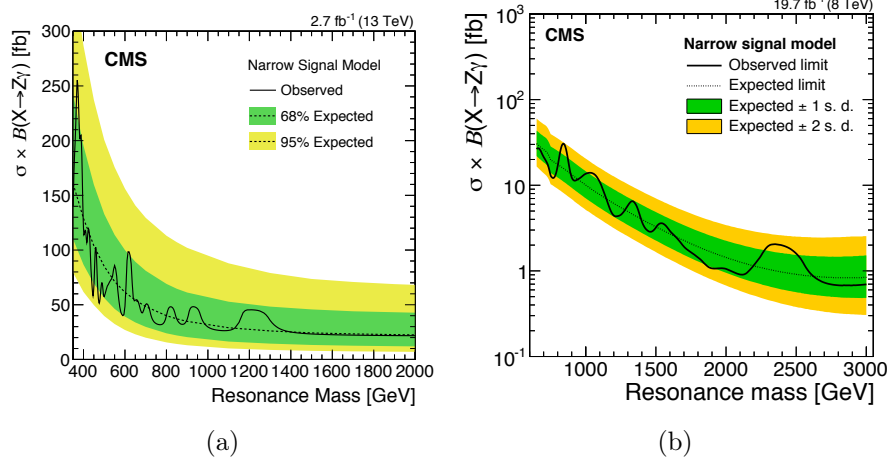 2.7 fb⁻¹ (13 TeV)
CMS
Narrow Signal Model
Observed
68% Expected
95% Expected
σ × B(X→Zγ) [fb]
300
250
200
150
100
50
0
400 600 800 1000 1200 1400 1600 1800 2000
Resonance Mass [GeV]
(a)
19.7 fb⁻¹ (8 TeV)
CMS
Narrow signal model
Observed limit
Expected limit
Expected ± 1 s. d.
Expected ± 2 s. d.
σ × B(X→Zγ) [fb]
10³
10²
10
1
10⁻¹
1000 1500 2000 2500 3000
Resonance mass [GeV]
(b)